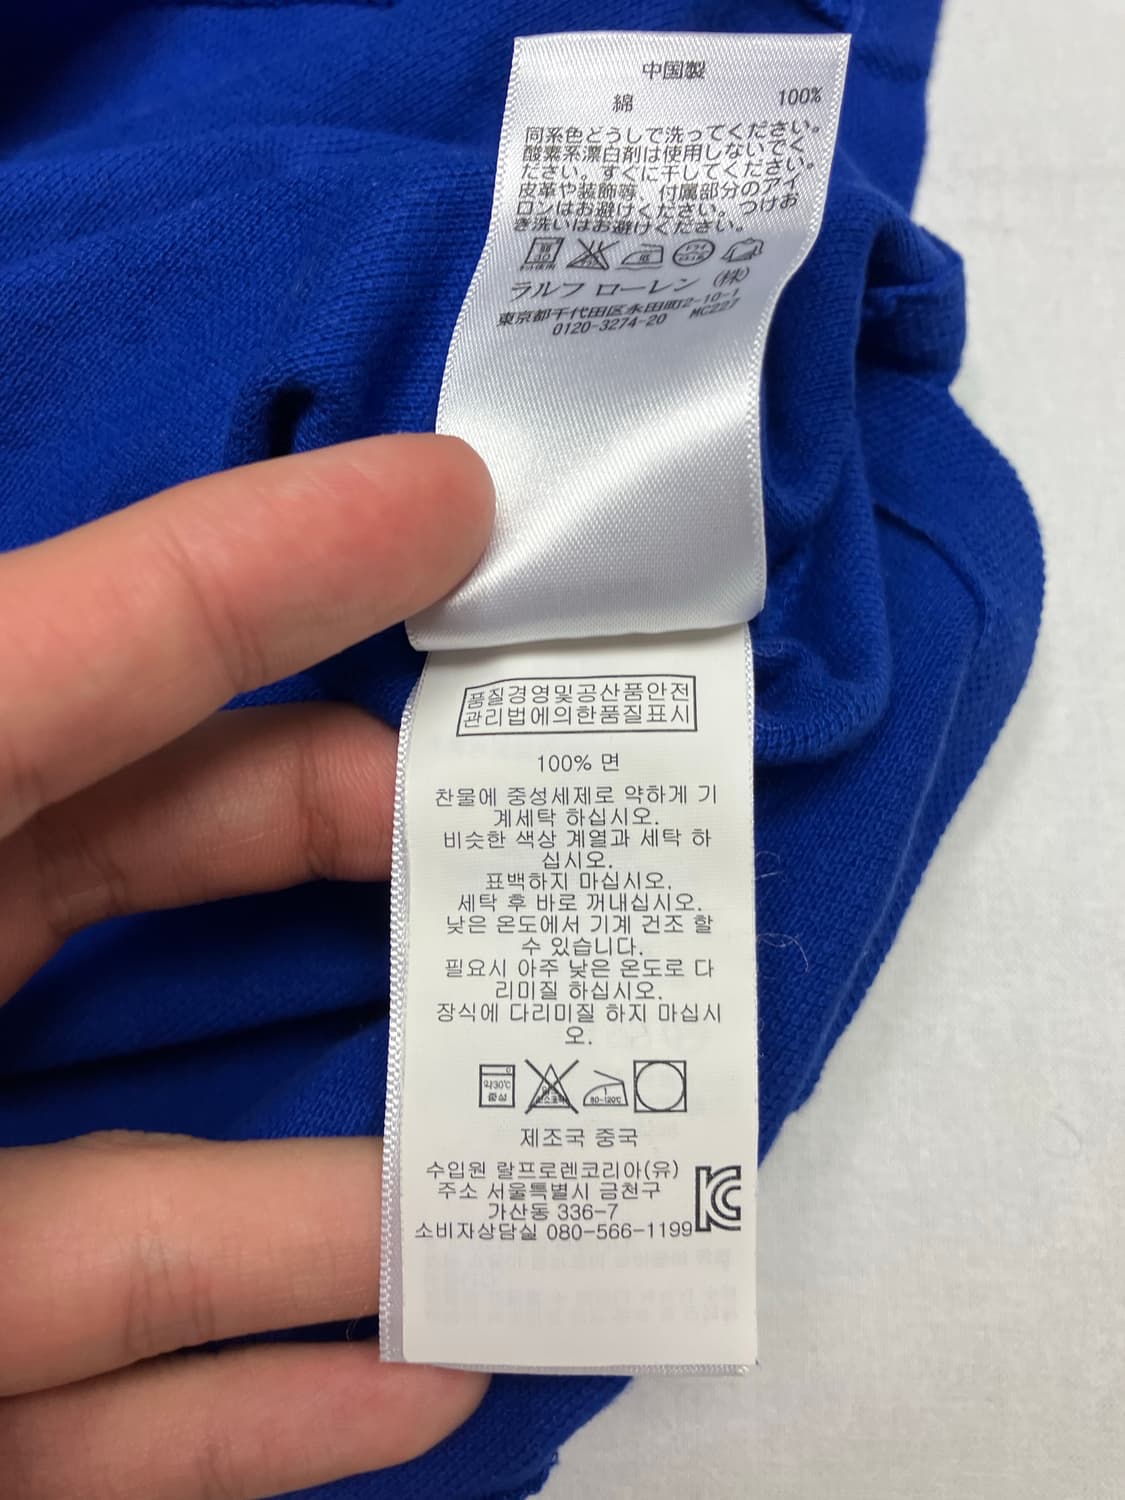 中国製
綿 100%
同系色どうしで洗ってください。
酸素系漂白剤は使用しないでく
ださい。すぐに干してください。
皮革や装飾等、付属部分のアイ
ロンはお避けください。つけお
き洗いはお避けください。
ラルフ ローレン (株)
東京都千代田区永田町2-10-1
0120-3274-20 MC227
품질경영및공산품안전
관리법에의한품질표시
100% 면
찬물에 중성세제로 약하게 기
계세탁 하십시오.
비슷한 색상 계열과 세탁 하
십시오.
표백하지 마십시오.
세탁 후 바로 꺼내십시오.
낮은 온도에서 기계 건조 할
수 있습니다.
필요시 아주 낮은 온도로 다
리미질 하십시오.
장식에 다리미질 하지 마십시
오.
약30℃
중성
80-120℃
제조국 중국
수입원 랄프로렌코리아(유)
주소 서울특별시 금천구
가산동 336-7
소비자상담실 080-566-1199